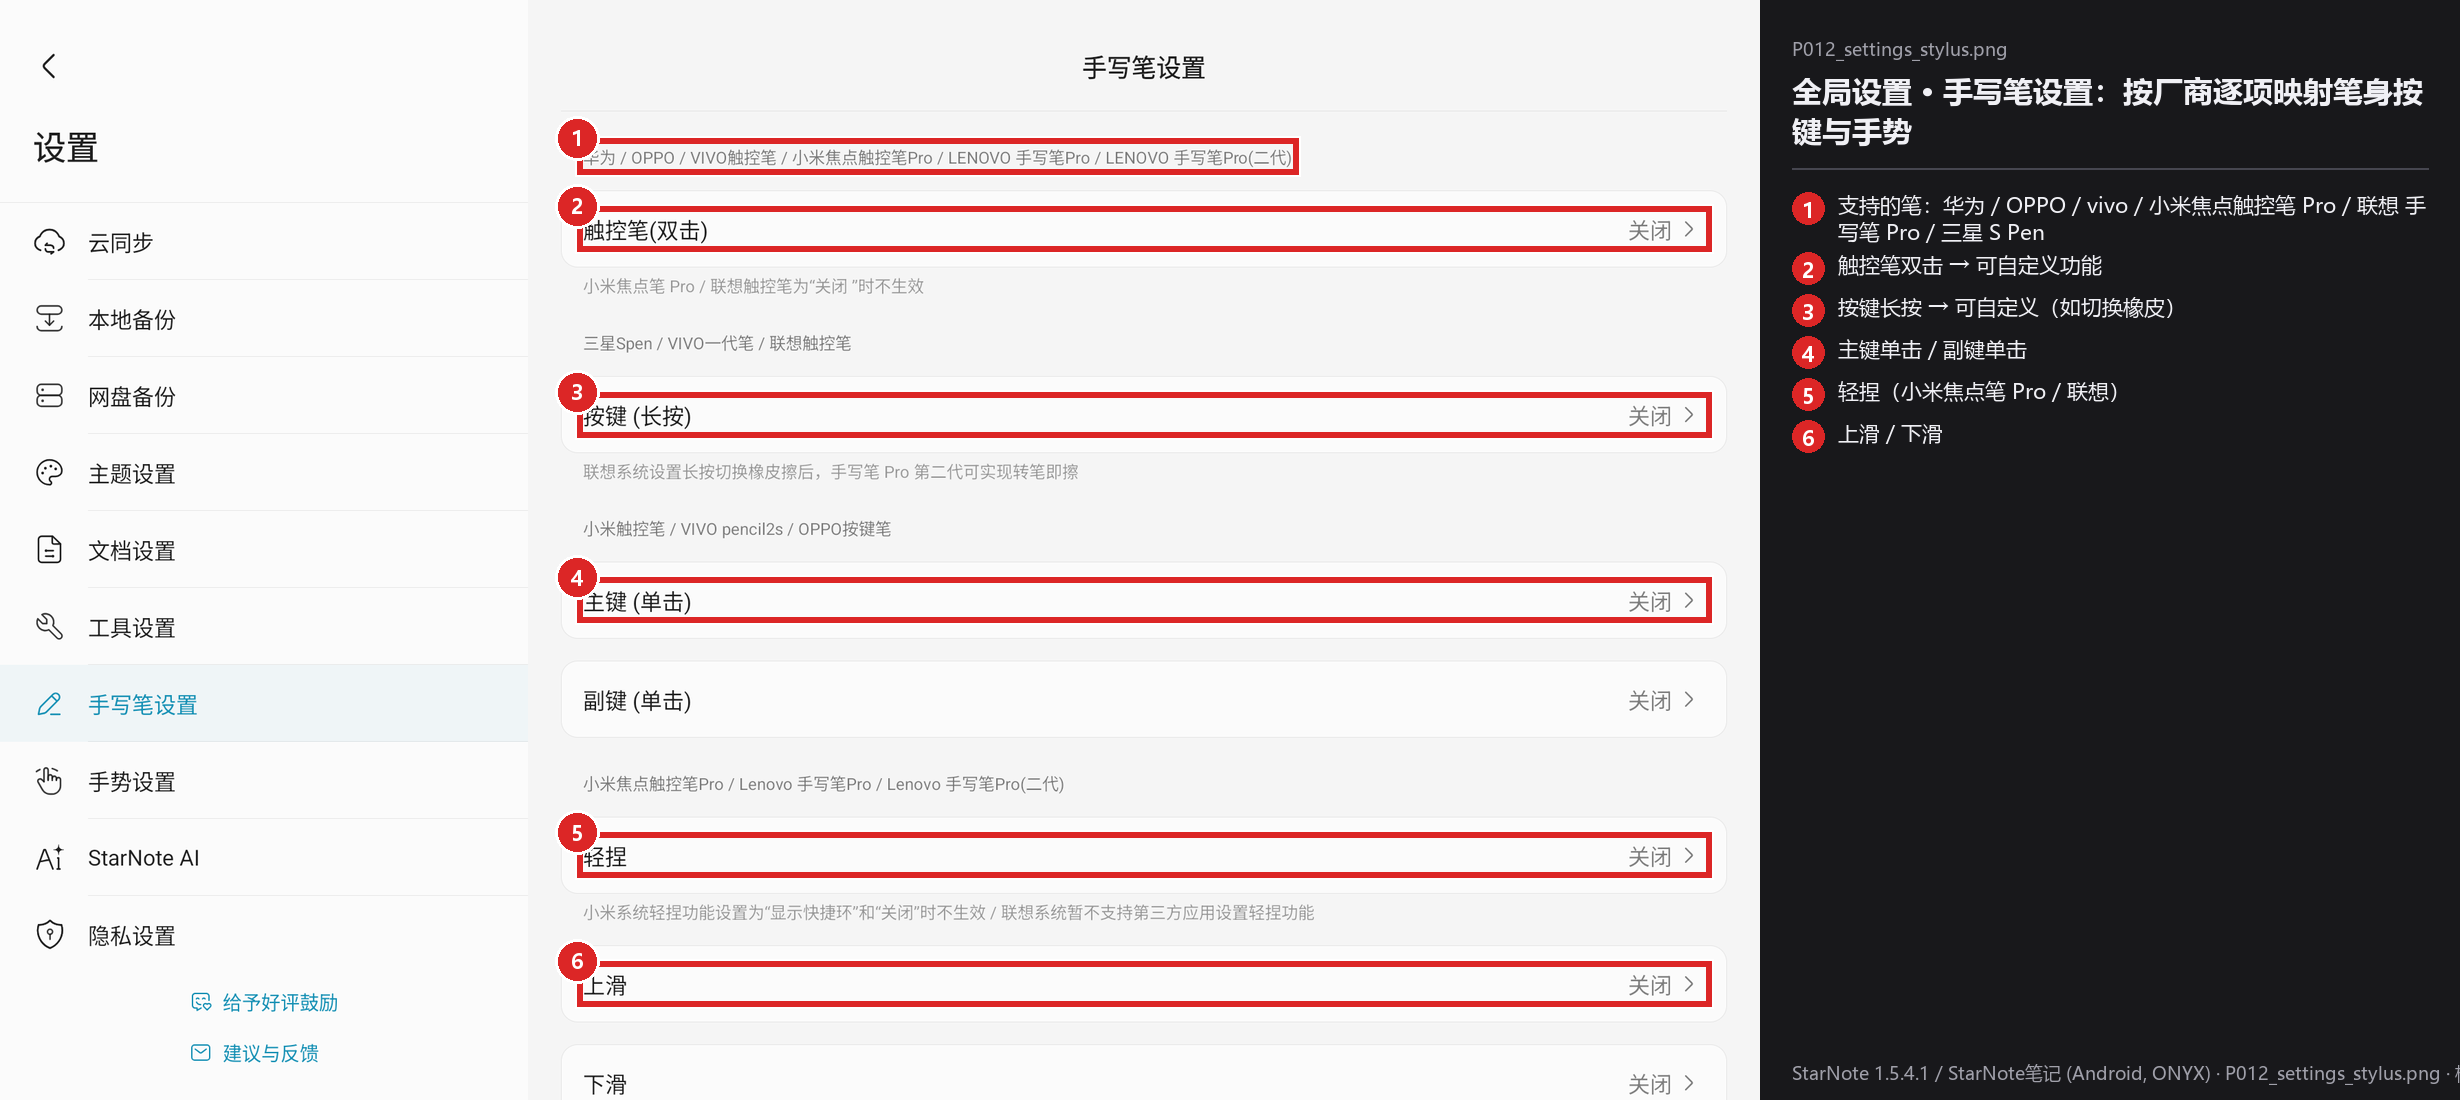 设置
云同步
本地备份
网盘备份
主题设置
文档设置
工具设置
手写笔设置
手势设置
StarNote AI
隐私设置
给予好评鼓励
建议与反馈
手写笔设置
1
华为 / OPPO / VIVO触控笔 / 小米焦点触控笔Pro / LENOVO 手写笔Pro / LENOVO 手写笔Pro(二代)
2
触控笔(双击) 关闭
小米焦点笔 Pro / 联想触控笔为“关闭 ”时不生效
三星Spen / VIVO一代笔 / 联想触控笔
3
按键 (长按) 关闭
联想系统设置长按切换橡皮擦后，手写笔 Pro 第二代可实现转笔即擦
小米触控笔 / VIVO pencil2s / OPPO按键笔
4
主键 (单击) 关闭
副键 (单击) 关闭
小米焦点触控笔Pro / Lenovo 手写笔Pro / Lenovo 手写笔Pro(二代)
5
轻捏 关闭
小米系统轻捏功能设置为“显示快捷环”和“关闭”时不生效 / 联想系统暂不支持第三方应用设置轻捏功能
6
上滑 关闭
下滑 关闭
P012_settings_stylus.png
全局设置 • 手写笔设置：按厂商逐项映射笔身按
键与手势
1 支持的笔：华为 / OPPO / vivo / 小米焦点触控笔 Pro / 联想 手
写笔 Pro / 三星 S Pen
2 触控笔双击 → 可自定义功能
3 按键长按 → 可自定义（如切换橡皮）
4 主键单击 / 副键单击
5 轻捏（小米焦点笔 Pro / 联想）
6 上滑 / 下滑
StarNote 1.5.4.1 / StarNote笔记 (Android, ONYX) · P012_settings_stylus.png ·